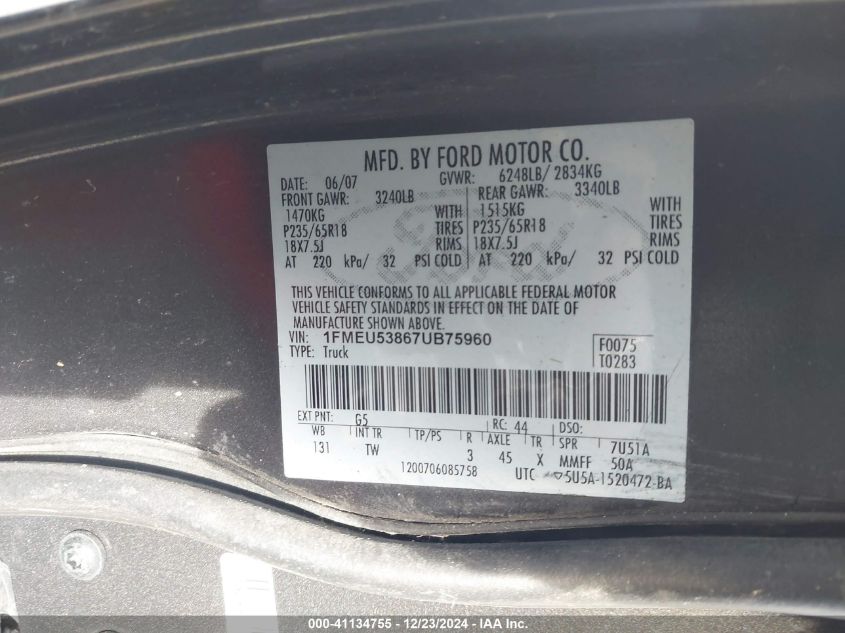 MFD. BY FORD MOTOR CO.
DATE: 06/07 GVWR: 6248LB/ 2834KG
FRONT GAWR: 3240LB REAR GAWR: 3340LB
1470KG WITH 1515KG WITH
P235/65R18 TIRES P235/65R18 TIRES
18X7.5J RIMS 18X7.5J RIMS
AT 220 kPa/ 32 PSI COLD AT 220 kPa/ 32 PSI COLD
THIS VEHICLE CONFORMS TO ALL APPLICABLE FEDERAL MOTOR
VEHICLE SAFETY STANDARDS IN EFFECT ON THE DATE OF
MANUFACTURE SHOWN ABOVE.
VIN: 1FMEU53867UB75960 F0075
TYPE: Truck T0283
EXT PNT: G5 RC: 44 DSO:
WB INT TR TP/PS R AXLE TR SPR 7U51A
131 TW 3 45 X MMFF 50A
1200706085758 UTC 5U5A-1520472-BA
000-41134755 - 12/23/2024 - IAA Inc.